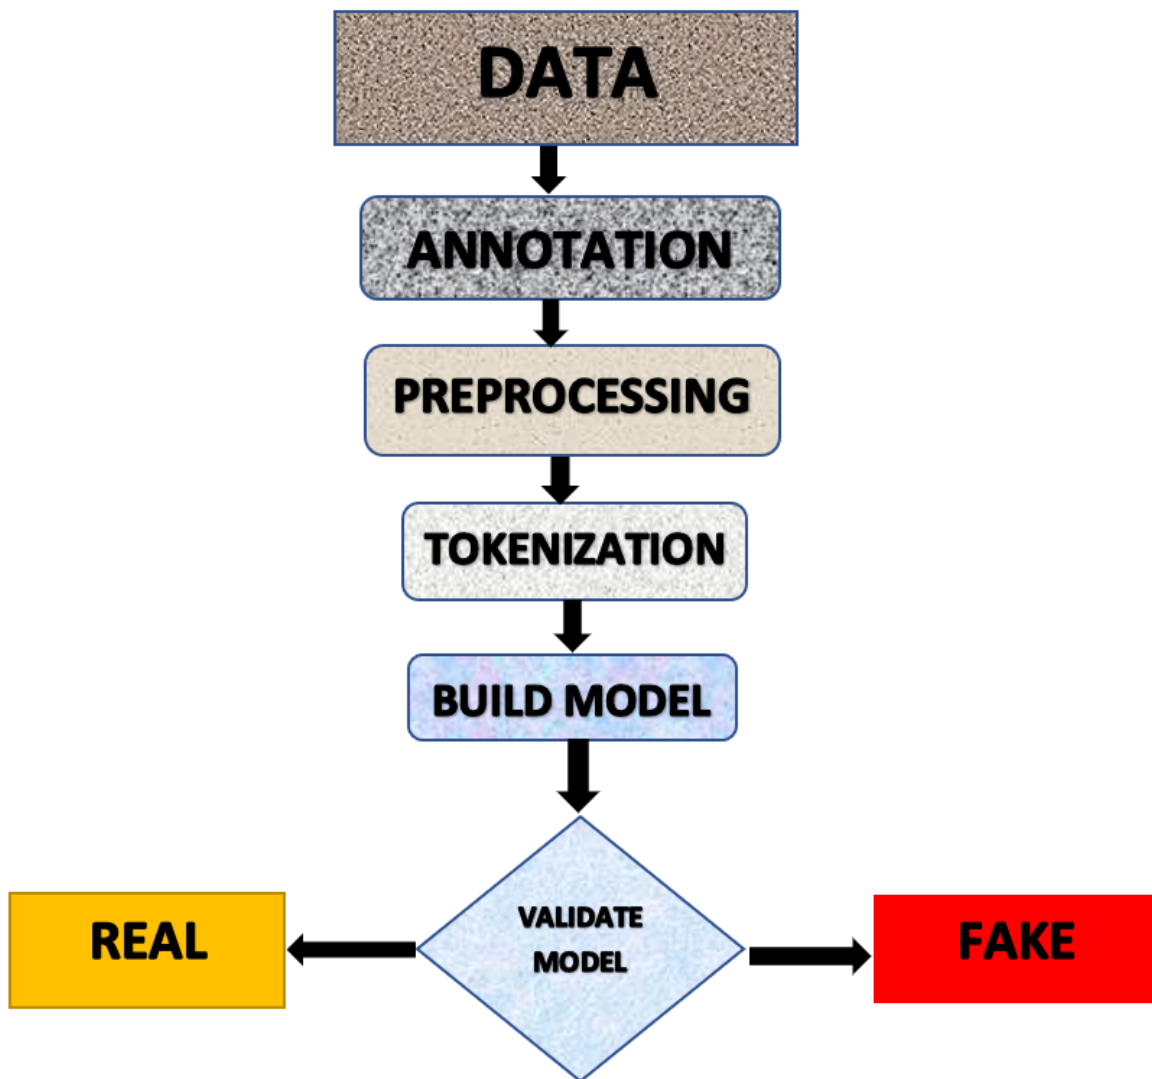 DATA
ANNOTATION
PREPROCESSING
TOKENIZATION
BUILD MODEL
VALIDATE
MODEL
REAL
FAKE